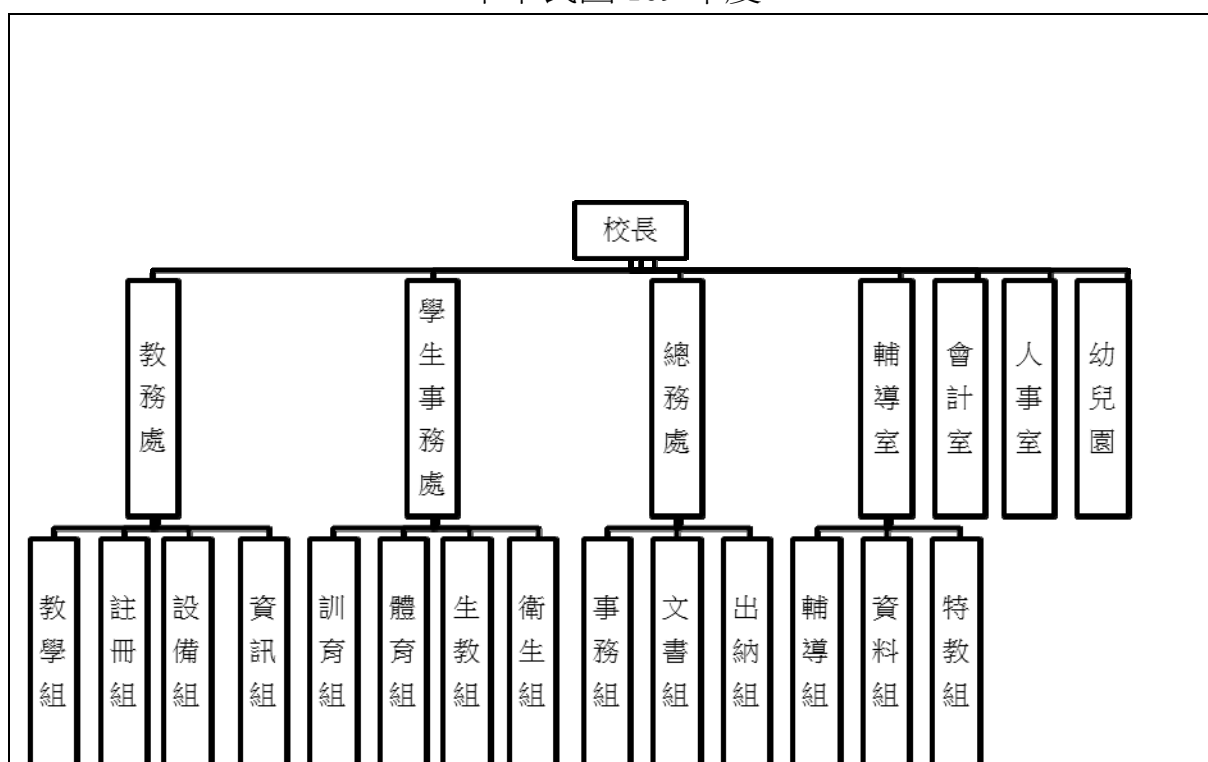 校長
教務處
學生事務處
總務處
輔導室
會計室
人事室
幼兒園
教學組
註冊組
設備組
資訊組
訓育組
體育組
生教組
衛生組
事務組
文書組
出納組
輔導組
資料組
特教組